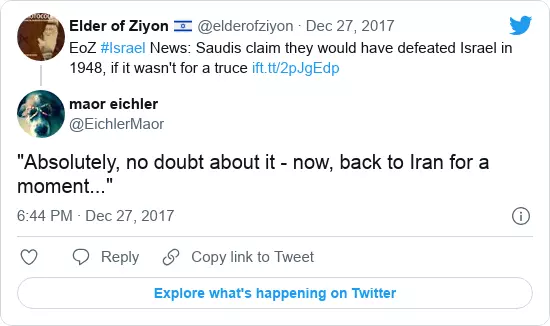 Elder of Ziyon 🇮🇱 @elderofziyon · Dec 27, 2017
EoZ #Israel News: Saudis claim they would have defeated Israel in
1948, if it wasn't for a truce ift.tt/2pJgEdp
maor eichler
@EichlerMaor
"Absolutely, no doubt about it - now, back to Iran for a
moment..."
6:44 PM · Dec 27, 2017
Reply
Copy link to Tweet
Explore what's happening on Twitter